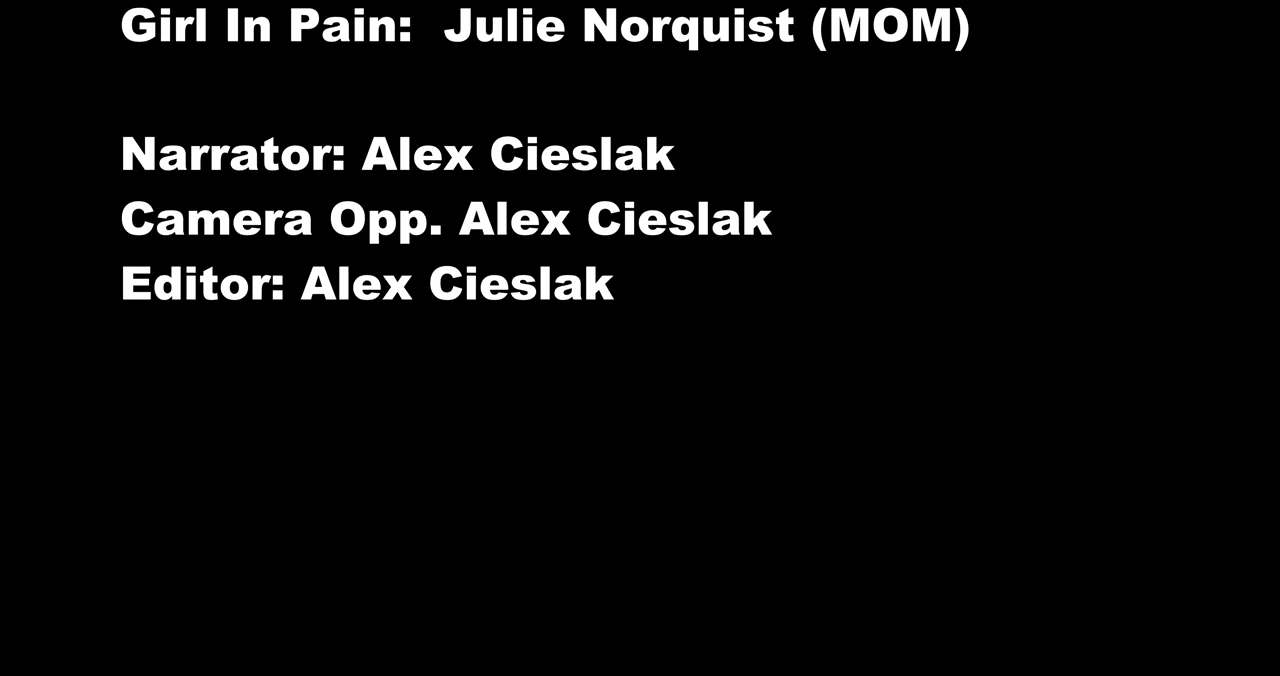 Girl In Pain:  Julie Norquist (MOM)
Narrator: Alex Cieslak
Camera Opp. Alex Cieslak
Editor: Alex Cieslak